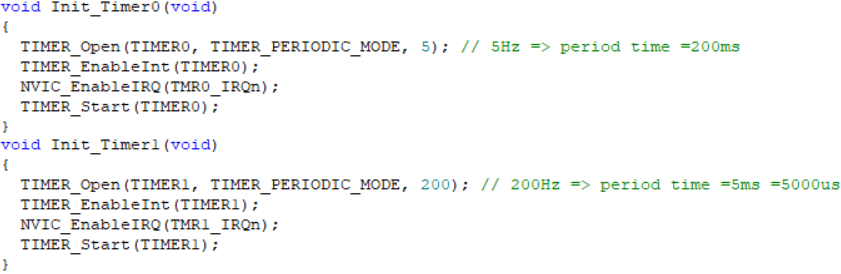 void Init_Timer0(void)
{
  TIMER_Open(TIMER0, TIMER_PERIODIC_MODE, 5); // 5Hz => period time =200ms
  TIMER_EnableInt(TIMER0);
  NVIC_EnableIRQ(TMR0_IRQn);
  TIMER_Start(TIMER0);
}
void Init_Timer1(void)
{
  TIMER_Open(TIMER1, TIMER_PERIODIC_MODE, 200); // 200Hz => period time =5ms =5000us
  TIMER_EnableInt(TIMER1);
  NVIC_EnableIRQ(TMR1_IRQn);
  TIMER_Start(TIMER1);
}